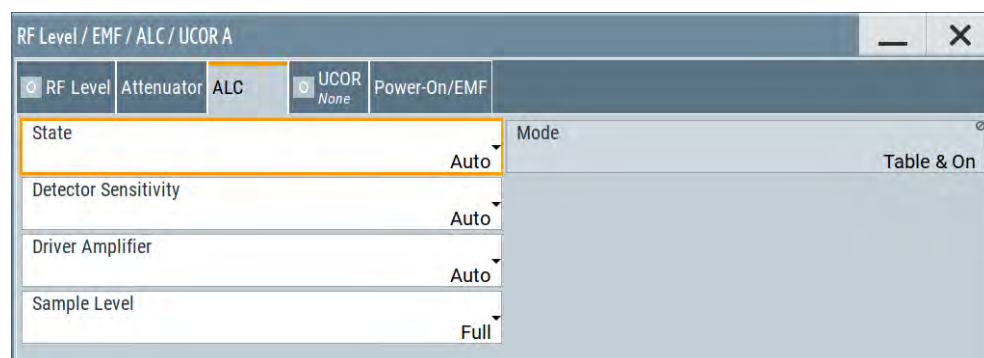 RF Level / EMF / ALC / UCOR A
RF Level Attenuator ALC UCOR None Power-On/EMF
State
Auto
Mode
Table & On
Detector Sensitivity
Auto
Driver Amplifier
Auto
Sample Level
Full